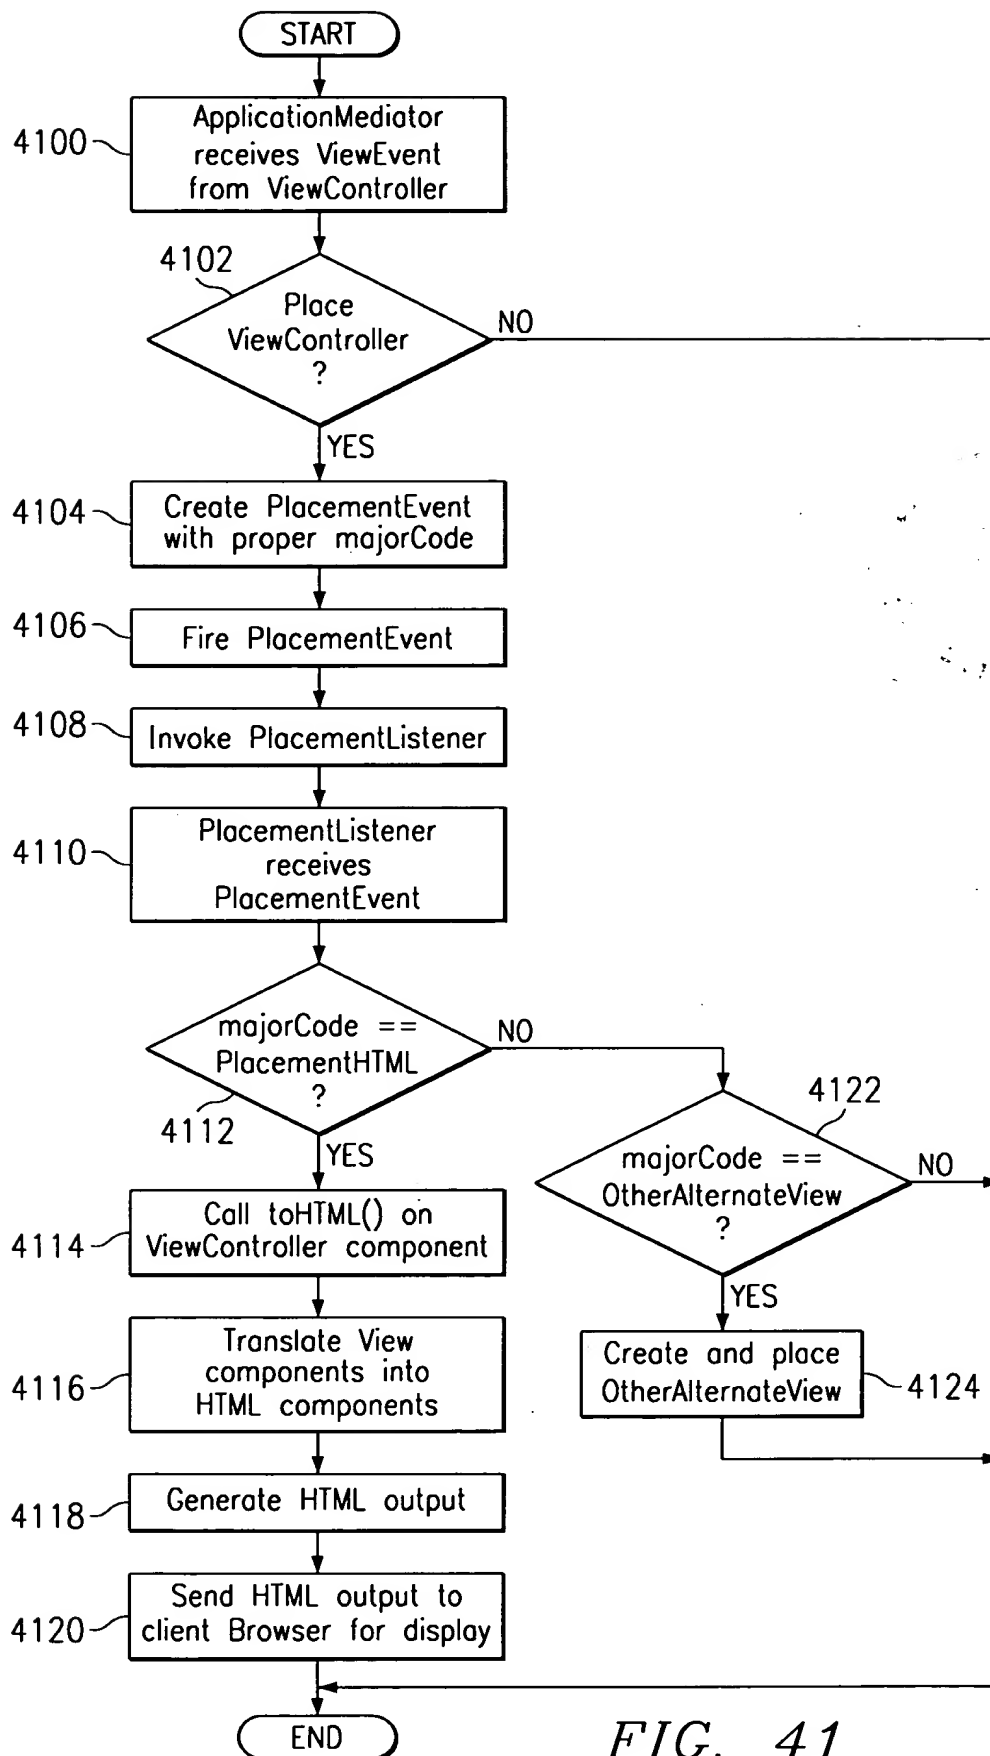 START
4100
ApplicationMediator
receives ViewEvent
from ViewController
4102
Place
ViewController
?
NO
YES
4104
Create PlacementEvent
with proper majorCode
4106
Fire PlacementEvent
4108
Invoke PlacementListener
4110
PlacementListener
receives
PlacementEvent
majorCode ==
PlacementHTML
?
NO
4112
YES
4122
majorCode ==
OtherAlternateView
?
NO
YES
4114
Call toHTML() on
ViewController component
4116
Translate View
components into
HTML components
Create and place
OtherAlternateView
4124
4118
Generate HTML output
4120
Send HTML output to
client Browser for display
END
FIG. 41